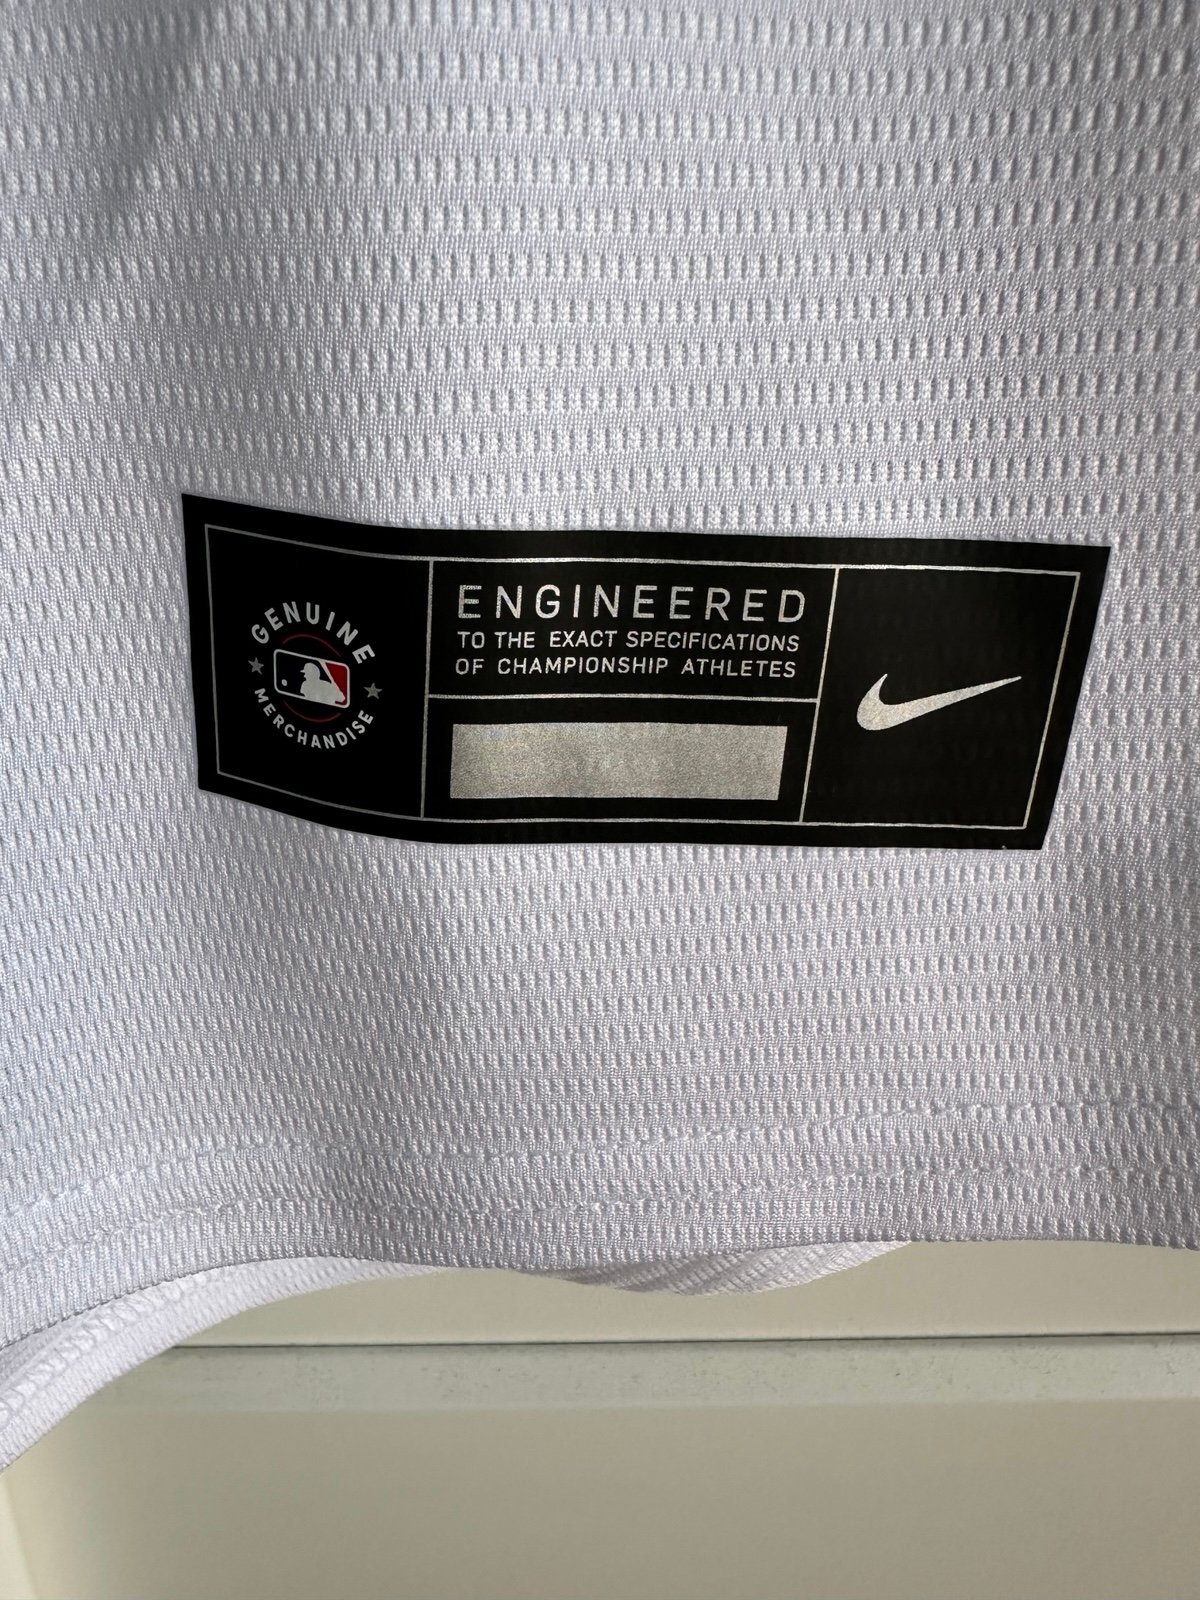 GENUINE
MERCHANDISE
ENGINEERED
TO THE EXACT SPECIFICATIONS
OF CHAMPIONSHIP ATHLETES